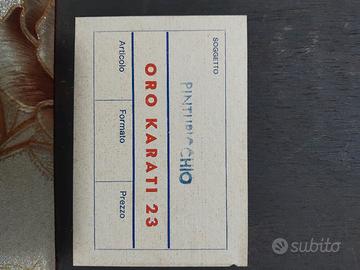 SOGGETTO
PINTURICCHIO
ORO KARATI 23
Articolo Formato Prezzo
subito